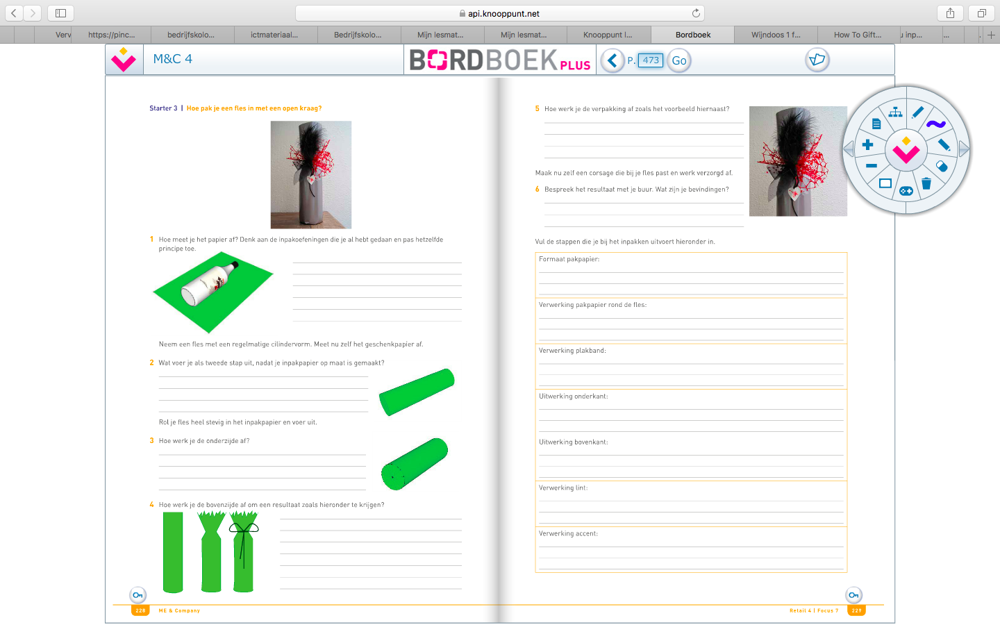 api.knooppunt.net
Verv
https://pinc...
bedrijfskolo...
ictmateriaal...
Bedrijfskolo...
Mijn lesmat...
Mijn lesmat...
Knooppunt l...
Bordboek
Wijndoos 1 f...
How To Gift...
u inp...
...
M&C 4
BORDBOEK PLUS
P. 473 Go
Starter 3 | Hoe pak je een fles in met een open kraag?
1 Hoe meet je het papier af? Denk aan de inpakoefeningen die je al hebt gedaan en pas hetzelfde
principe toe.
Neem een fles met een regelmatige cilindervorm. Meet nu zelf het geschenkpapier af.
2 Wat voer je als tweede stap uit, nadat je inpakpapier op maat is gemaakt?
Rol je fles heel stevig in het inpakpapier en voer uit.
3 Hoe werk je de onderzijde af?
4 Hoe werk je de bovenzijde af om een resultaat zoals hieronder te krijgen?
228 ME & Company
5 Hoe werk je de verpakking af zoals het voorbeeld hiernaast?
Maak nu zelf een corsage die bij je fles past en werk verzorgd af.
6 Bespreek het resultaat met je buur. Wat zijn je bevindingen?
Vul de stappen die je bij het inpakken uitvoert hieronder in.
Formaat pakpapier:
Verwerking pakpapier rond de fles:
Verwerking plakband:
Uitwerking onderkant:
Uitwerking bovenkant:
Verwerking lint:
Verwerking accent:
Retail 4 | Focus 7 229